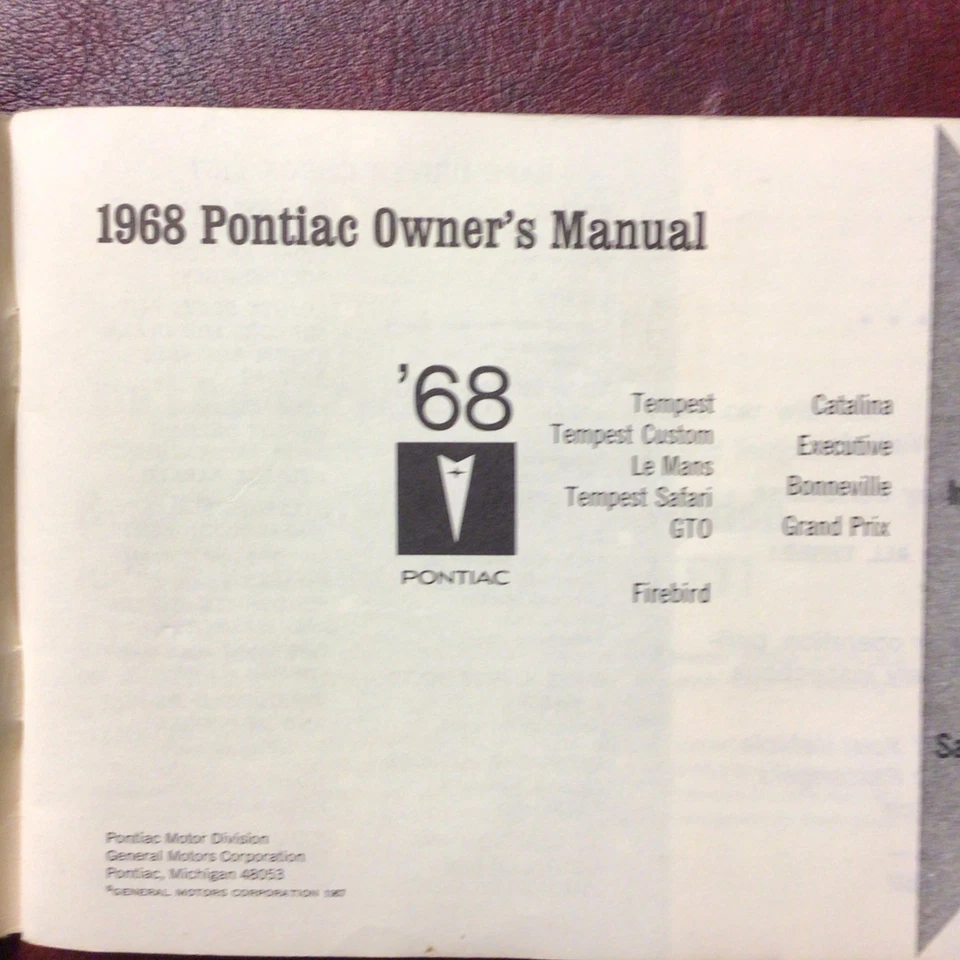 1968 Pontiac Owner's Manual
'68
PONTIAC
Tempest
Tempest Custom
Le Mans
Tempest Safari
GTO
Firebird
Catalina
Executive
Bonneville
Grand Prix
Pontiac Motor Division
General Motors Corporation
Pontiac, Michigan 48053
©GENERAL MOTORS CORPORATION 1967